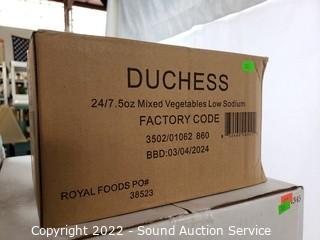 DUCHESS
24/7.5oz Mixed Vegetables Low Sodium
FACTORY CODE
3502/01062 860
BBD:03/04/2024
ROYAL FOODS PO#
38523
Copyright 2022 - Sound Auction Service